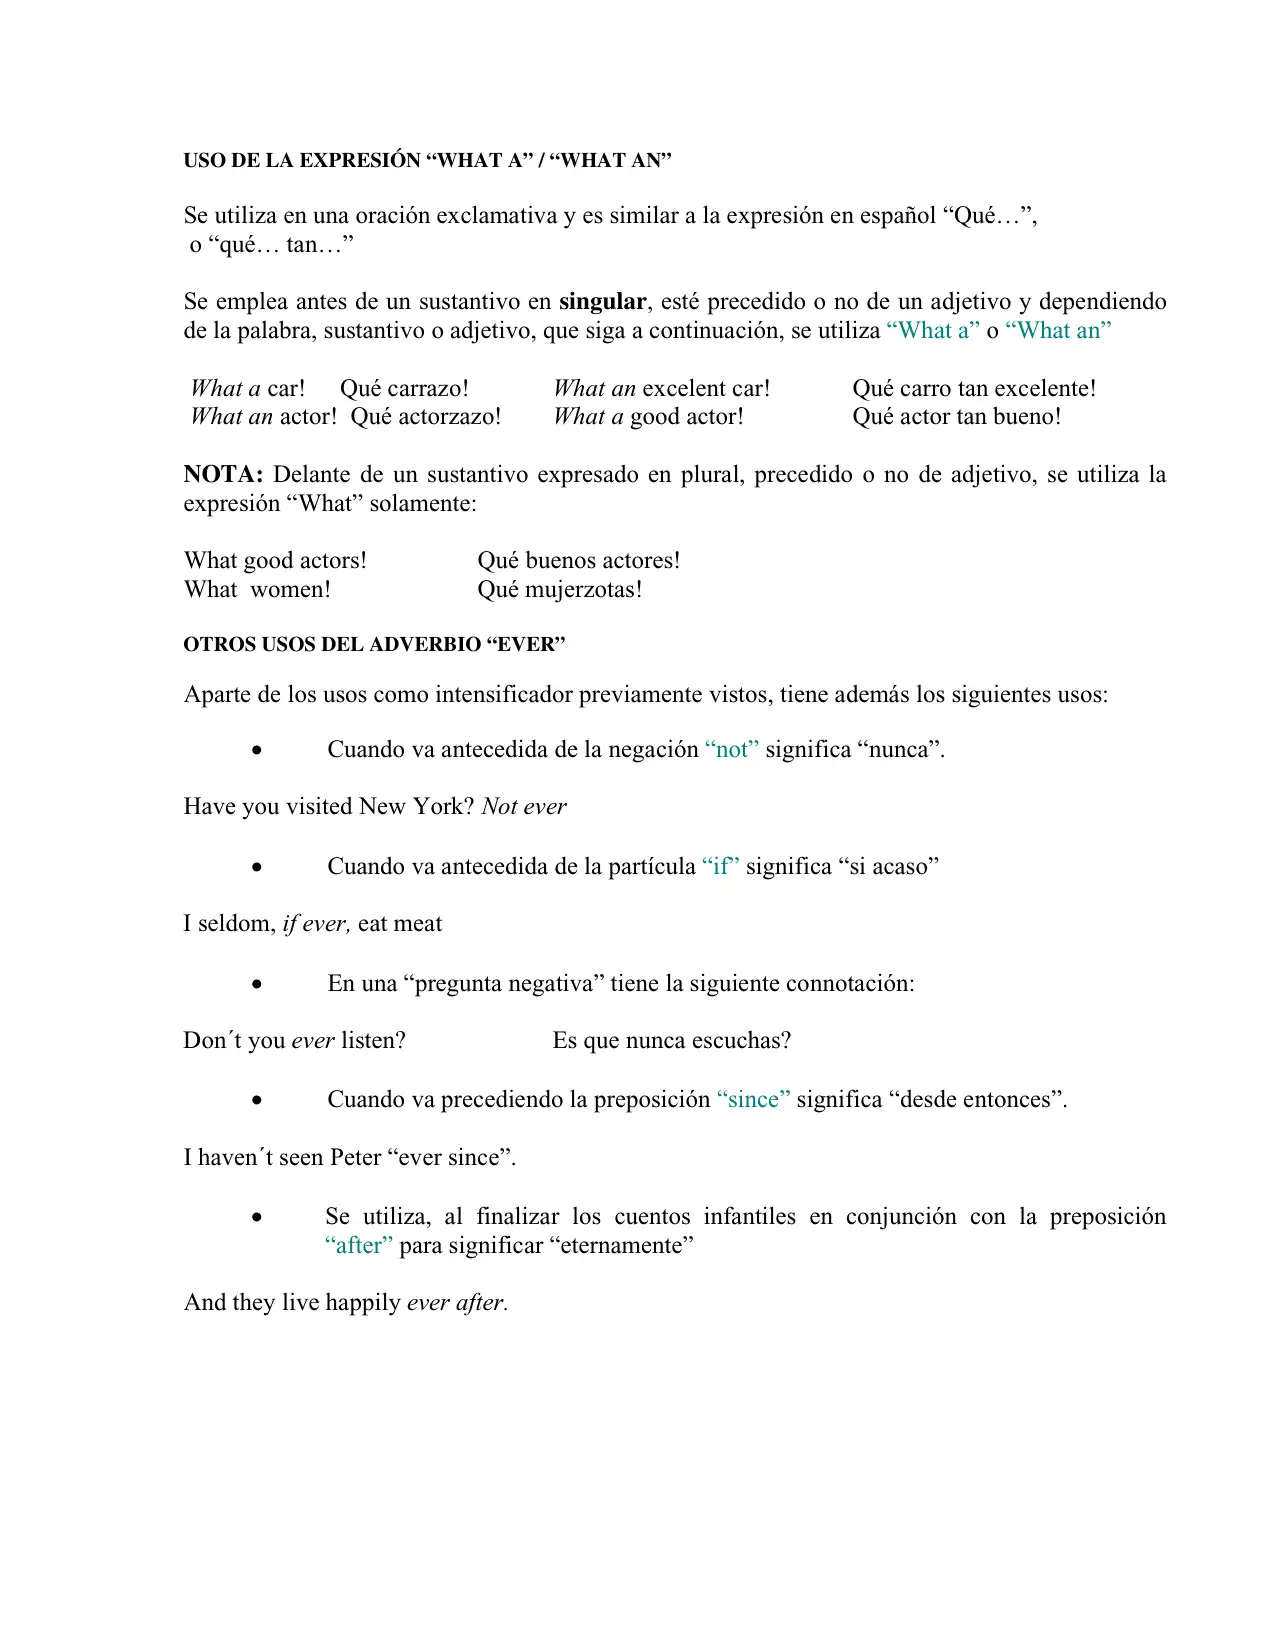 USO DE LA EXPRESIÓN “WHAT A” / “WHAT AN”
Se utiliza en una oración exclamativa y es similar a la expresión en español “Qué…”,
o “qué… tan…”
Se emplea antes de un sustantivo en singular, esté precedido o no de un adjetivo y dependiendo
de la palabra, sustantivo o adjetivo, que siga a continuación, se utiliza “What a” o “What an”
What a car! Qué carrazo! What an excelent car! Qué carro tan excelente!
What an actor! Qué actorzazo! What a good actor! Qué actor tan bueno!
NOTA: Delante de un sustantivo expresado en plural, precedido o no de adjetivo, se utiliza la
expresión “What” solamente:
What good actors! Qué buenos actores!
What women! Qué mujerzotas!
OTROS USOS DEL ADVERBIO “EVER”
Aparte de los usos como intensificador previamente vistos, tiene además los siguientes usos:
• Cuando va antecedida de la negación “not” significa “nunca”.
Have you visited New York? Not ever
• Cuando va antecedida de la partícula “if” significa “si acaso”
I seldom, if ever, eat meat
• En una “pregunta negativa” tiene la siguiente connotación:
Don´t you ever listen? Es que nunca escuchas?
• Cuando va precediendo la preposición “since” significa “desde entonces”.
I haven´t seen Peter “ever since”.
• Se utiliza, al finalizar los cuentos infantiles en conjunción con la preposición
“after” para significar “eternamente”
And they live happily ever after.